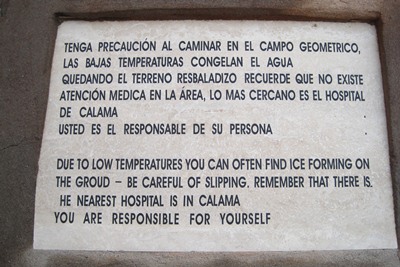 TENGA PRECAUCIÓN AL CAMINAR EN EL CAMPO GEOMETRICO,
LAS BAJAS TEMPERATURAS CONGELAN EL AGUA
QUEDANDO EL TERRENO RESBALADIZO RECUERDE QUE NO EXISTE
ATENCIÓN MEDICA EN LA ÁREA, LO MAS CERCANO ES EL HOSPITAL
DE CALAMA
USTED ES EL RESPONSABLE DE SU PERSONA
DUE TO LOW TEMPERATURES YOU CAN OFTEN FIND ICE FORMING ON
THE GROUD – BE CAREFUL OF SLIPPING. REMEMBER THAT THERE IS.
HE NEAREST HOSPITAL IS IN CALAMA
YOU ARE RESPONSIBLE FOR YOURSELF